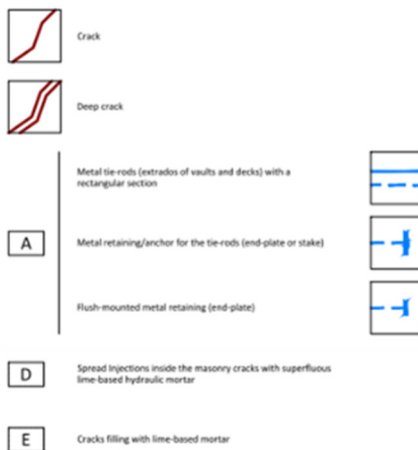 Crack
Deep crack
Metal tie-rods (extrados of vaults and decks) with a
rectangular section
A
Metal retaining/anchor for the tie-rods (end-plate or stake)
Flush-mounted metal retaining (end-plate)
D
Spread Injections inside the masonry cracks with superfluous
lime-based hydraulic mortar
E
Cracks filling with lime-based mortar